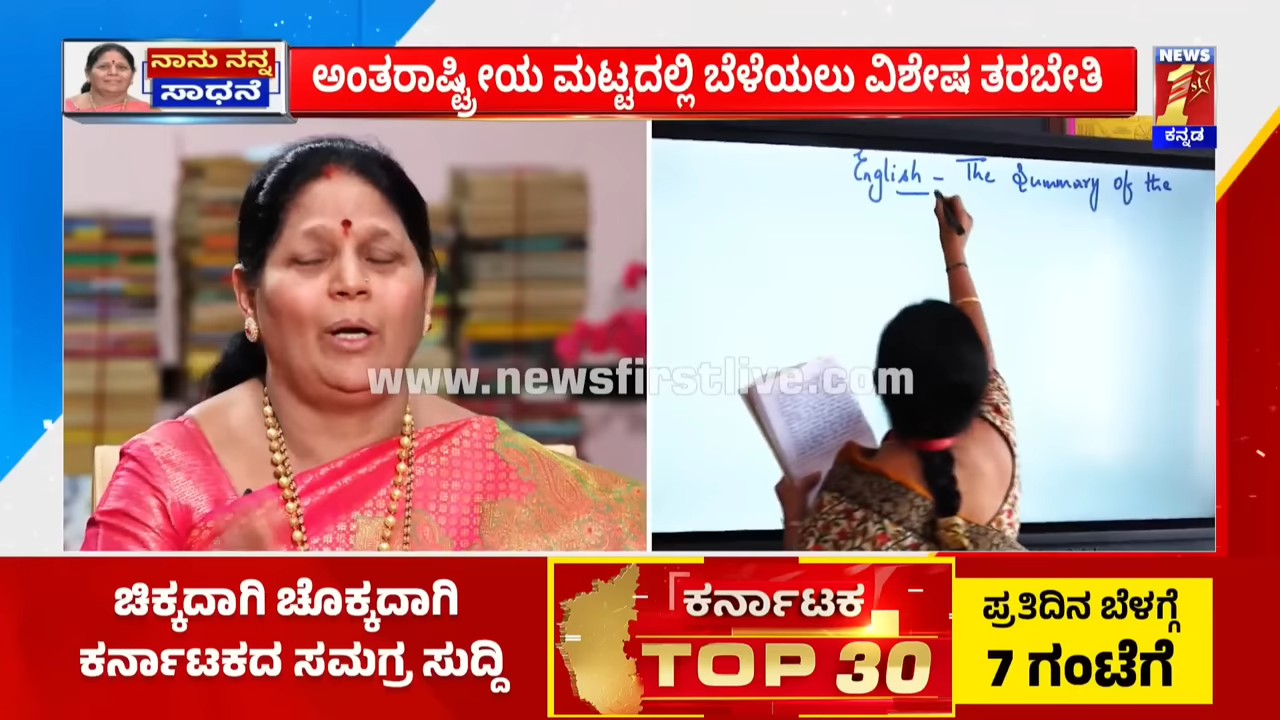 ನಾನು ನನ್ನ
ಸಾಧನೆ
ಅಂತರಾಷ್ಟ್ರೀಯ ಮಟ್ಟದಲ್ಲಿ ಬೆಳೆಯಲು ವಿಶೇಷ ತರಬೇತಿ
NEWS
1st
ಕನ್ನಡ
English - The Summary of the
www.newsfirstlive.com
ಚಿಕ್ಕದಾಗಿ ಚೊಕ್ಕದಾಗಿ
ಕರ್ನಾಟಕದ ಸಮಗ್ರ ಸುದ್ದಿ
ಕರ್ನಾಟಕ
TOP 30
ಪ್ರತಿದಿನ ಬೆಳಗ್ಗೆ
7 ಗಂಟೆಗೆ